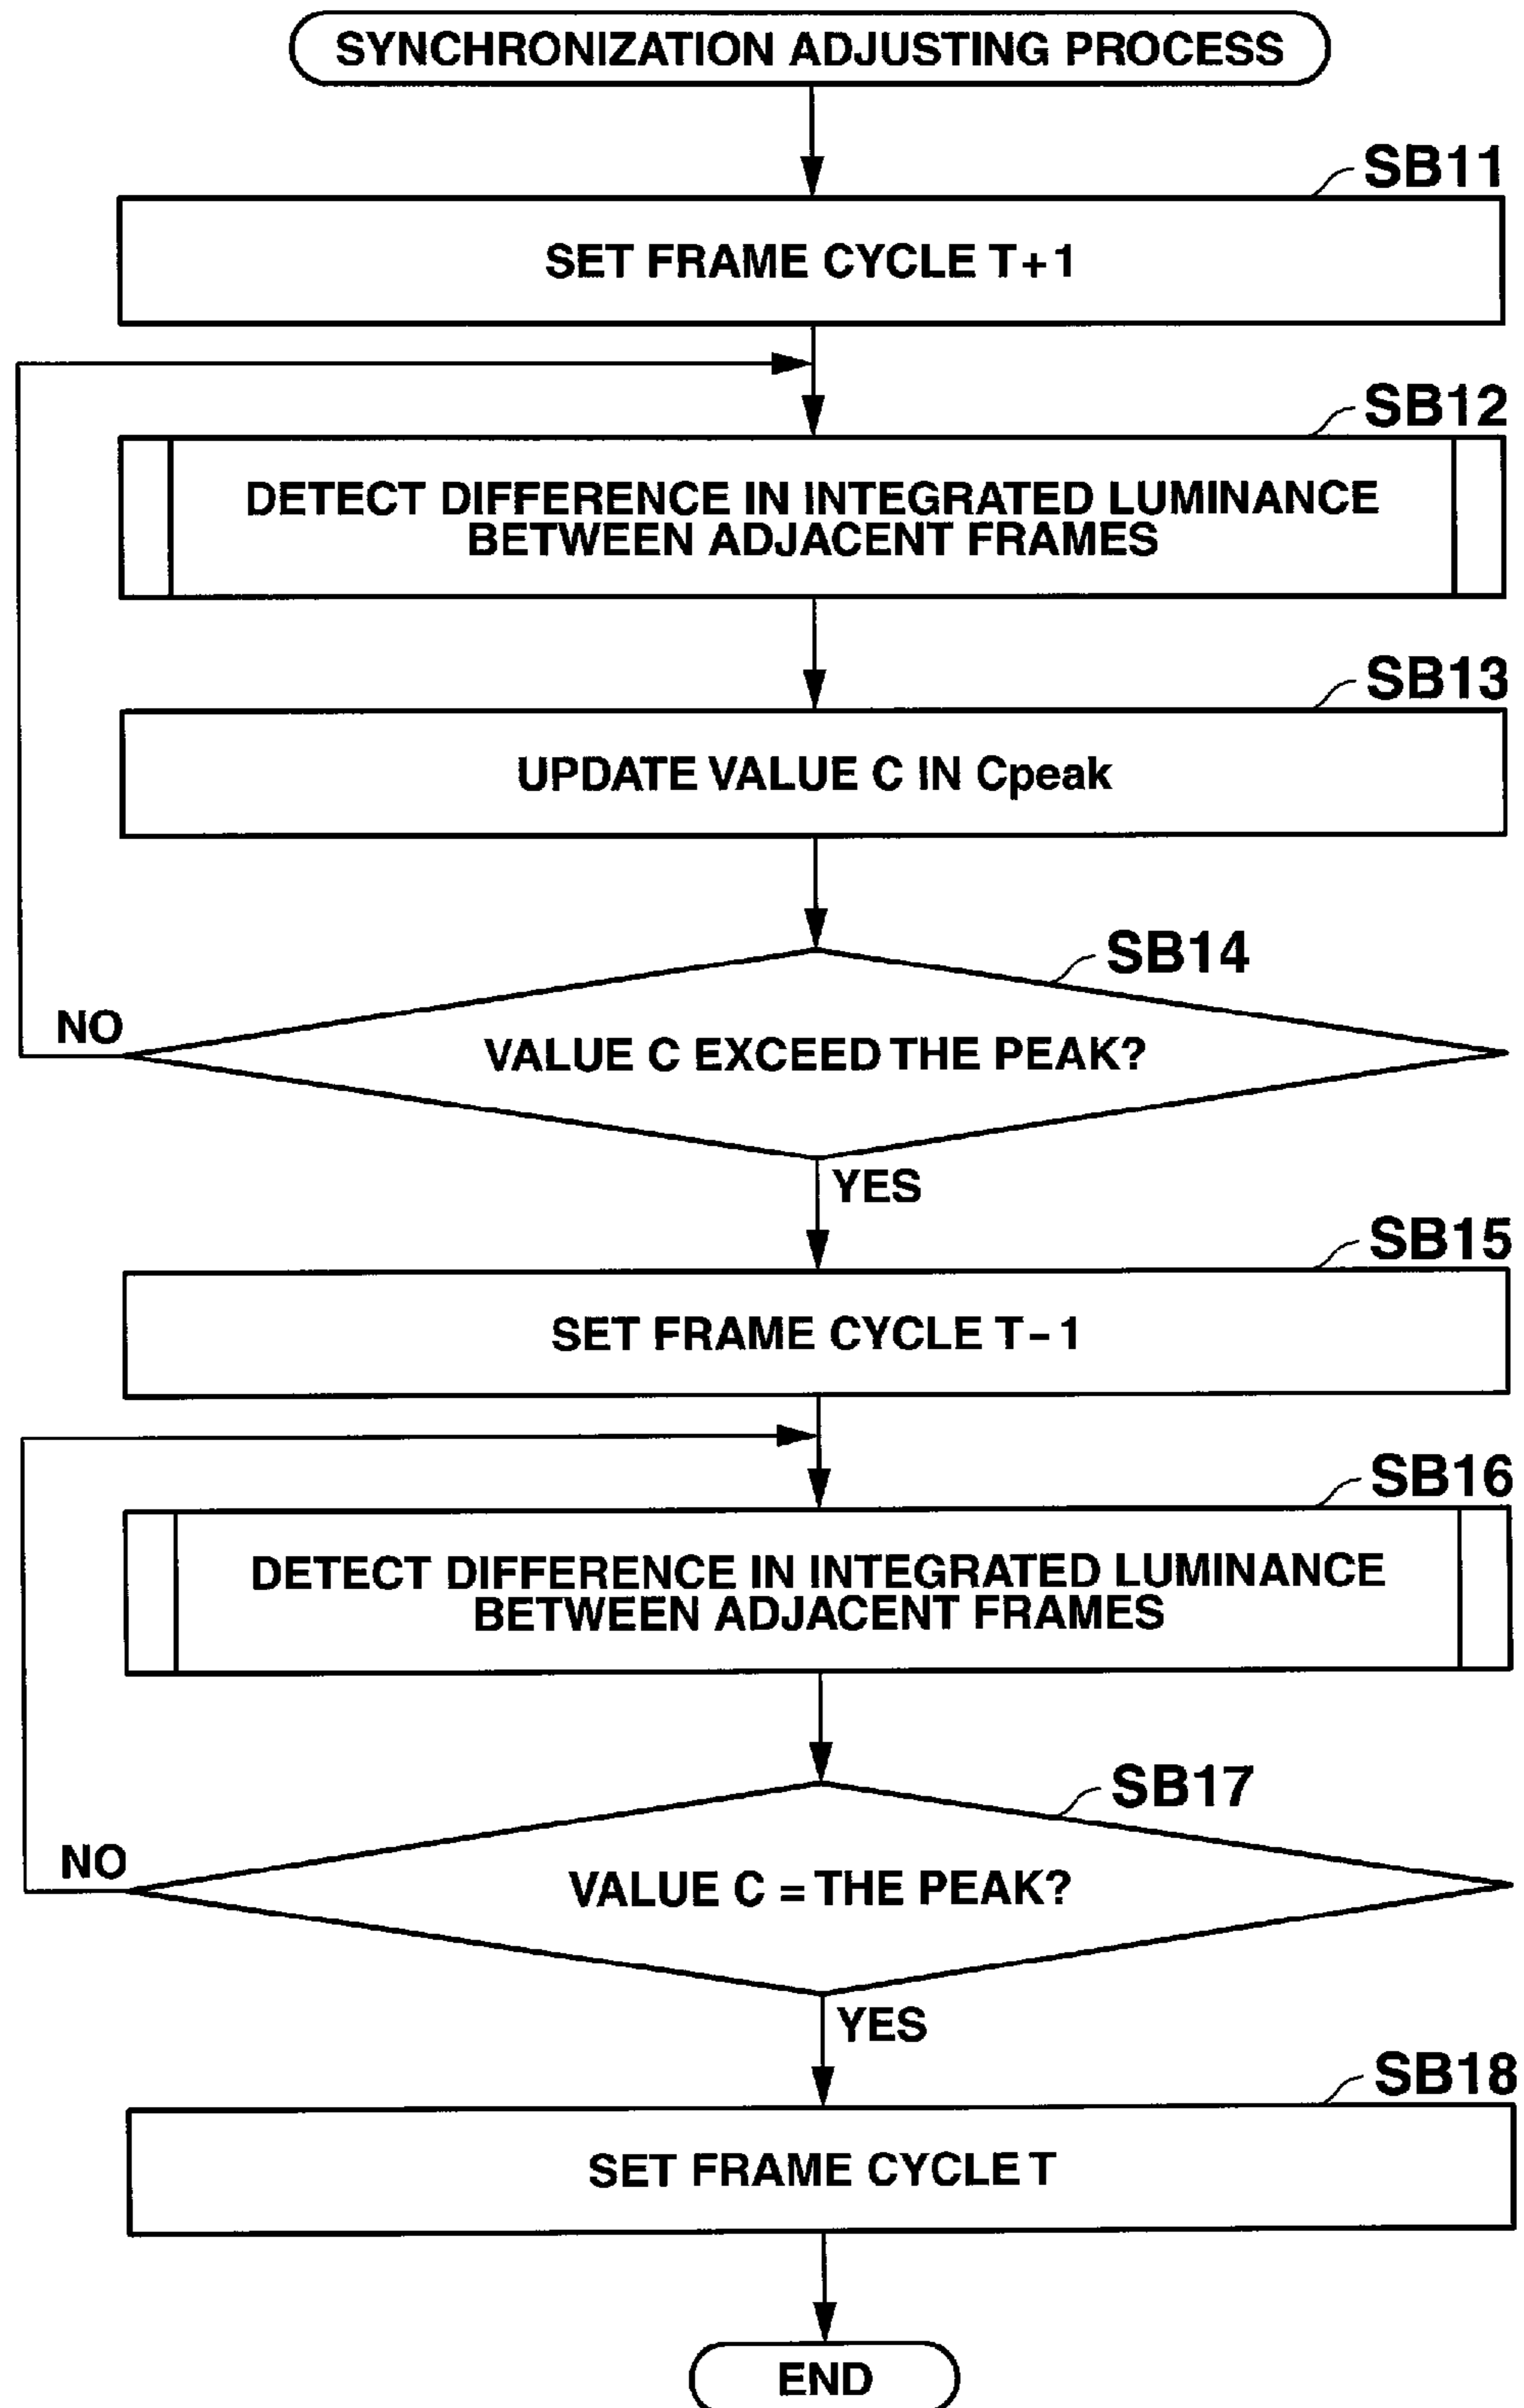 SYNCHRONIZATION ADJUSTING PROCESS
SB11
SET FRAME CYCLE T+1
SB12
DETECT DIFFERENCE IN INTEGRATED LUMINANCE
BETWEEN ADJACENT FRAMES
SB13
UPDATE VALUE C IN Cpeak
SB14
NO
VALUE C EXCEED THE PEAK?
YES
SB15
SET FRAME CYCLE T-1
SB16
DETECT DIFFERENCE IN INTEGRATED LUMINANCE
BETWEEN ADJACENT FRAMES
SB17
NO
VALUE C = THE PEAK?
YES
SB18
SET FRAME CYCLE T
END